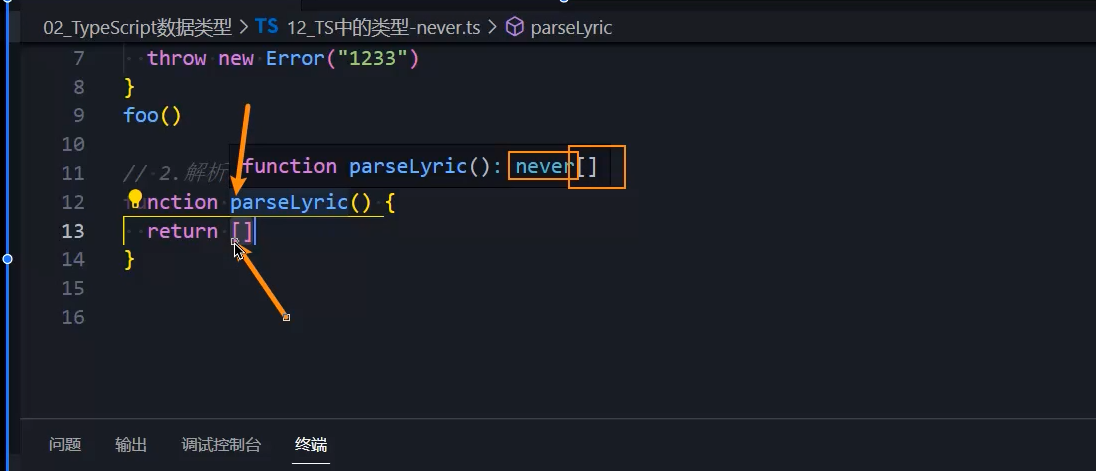 02_TypeScript数据类型 > TS 12_TS中的类型-never.ts > parseLyric
7 throw new Error("1233")
8 }
9 foo()
10
11 // 2.解析
function parseLyric(): never[]
12 nction parseLyric() {
13 return []
14 }
15
16
问题 输出 调试控制台 终端